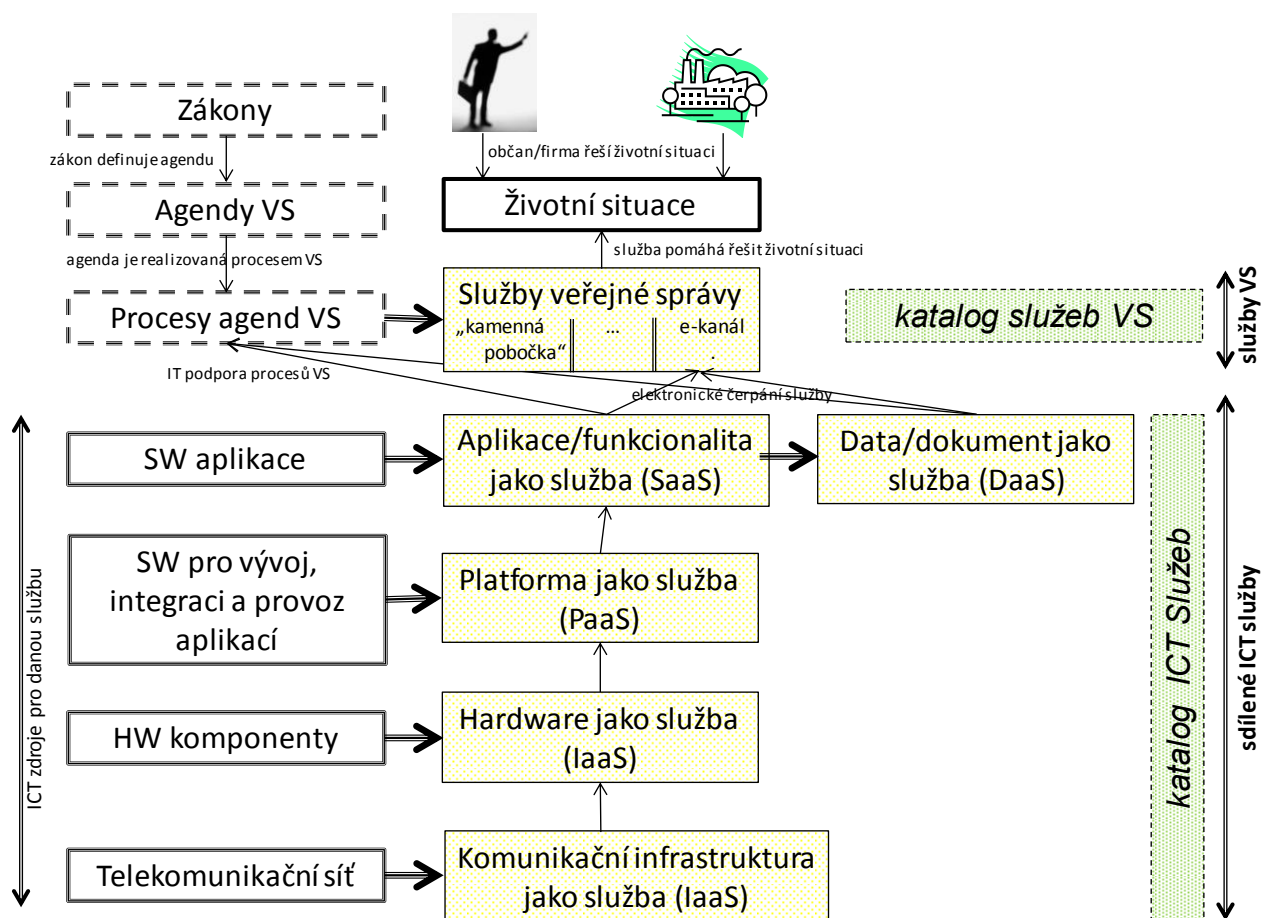 Zákony
zákon definuje agendu
občan/firma řeší životní situaci
Agendy VS
Životní situace
agenda je realizovaná procesem VS
služba pomáhá řešit životní situaci
Procesy agend VS
Služby veřejné správy
„kamenná
pobočka“
...
e-kanál
.
katalog služeb VS
služby VS
IT podpora procesů VS
elektronické čerpání služby
SW aplikace
Aplikace/funkcionalita
jako služba (SaaS)
Data/dokument jako
služba (DaaS)
SW pro vývoj,
integraci a provoz
aplikací
Platforma jako služba
(PaaS)
HW komponenty
Hardware jako služba
(IaaS)
Telekomunikační síť
Komunikační infrastruktura
jako služba (IaaS)
ICT zdroje pro danou službu
katalog ICT Služeb
sdílené ICT služby